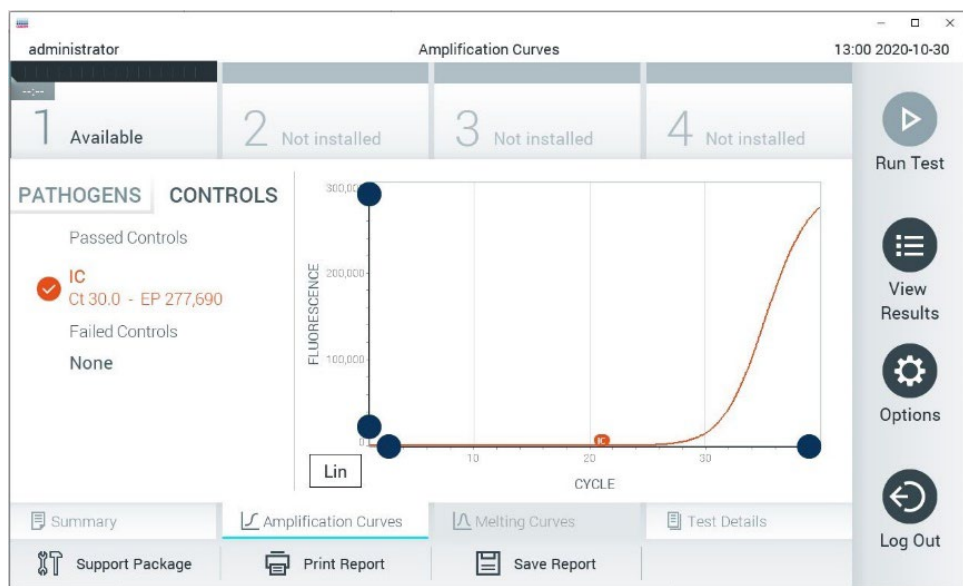 administrator
Amplification Curves
13:00 2020-10-30
--:--
1 Available
2 Not installed
3 Not installed
4 Not installed
Run Test
View
Results
Options
Log Out
PATHOGENS
CONTROLS
Passed Controls
IC
Ct 30.0 - EP 277,690
Failed Controls
None
300,000
200,000
100,000
0
FLUORESCENCE
IC
10
20
30
CYCLE
Lin
Summary
Amplification Curves
Melting Curves
Test Details
Support Package
Print Report
Save Report